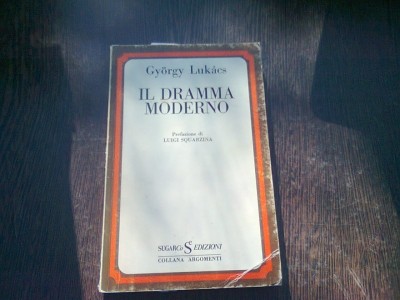 György Lukács
IL DRAMMA
MODERNO
Prefazione di
LUIGI SQUARZINA
SUGARCo S EDIZIONI
COLLANA ARGOMENTI